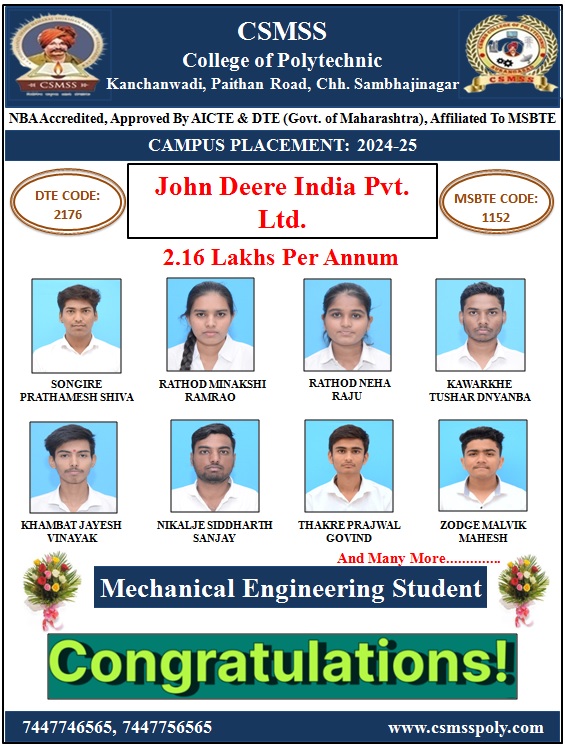 CSMSS
College of Polytechnic
Kanchanwadi, Paithan Road, Chh. Sambhajinagar
CSMSS
CSMSS
NBA Accredited, Approved By AICTE & DTE (Govt. of Maharashtra), Affiliated To MSBTE
CAMPUS PLACEMENT: 2024-25
DTE CODE:
2176
John Deere India Pvt.
Ltd.
MSBTE CODE:
1152
2.16 Lakhs Per Annum
SONGIRE
PRATHAMESH SHIVA
RATHOD MINAKSHI
RAMRAO
RATHOD NEHA
RAJU
KAWARKHE
TUSHAR DNYANBA
KHAMBAT JAYESH
VINAYAK
NIKALJE SIDDHARTH
SANJAY
THAKRE PRAJWAL
GOVIND
ZODGE MALVIK
MAHESH
And Many More..............
Mechanical Engineering Student
Congratulations!
7447746565, 7447756565
www.csmsspoly.com